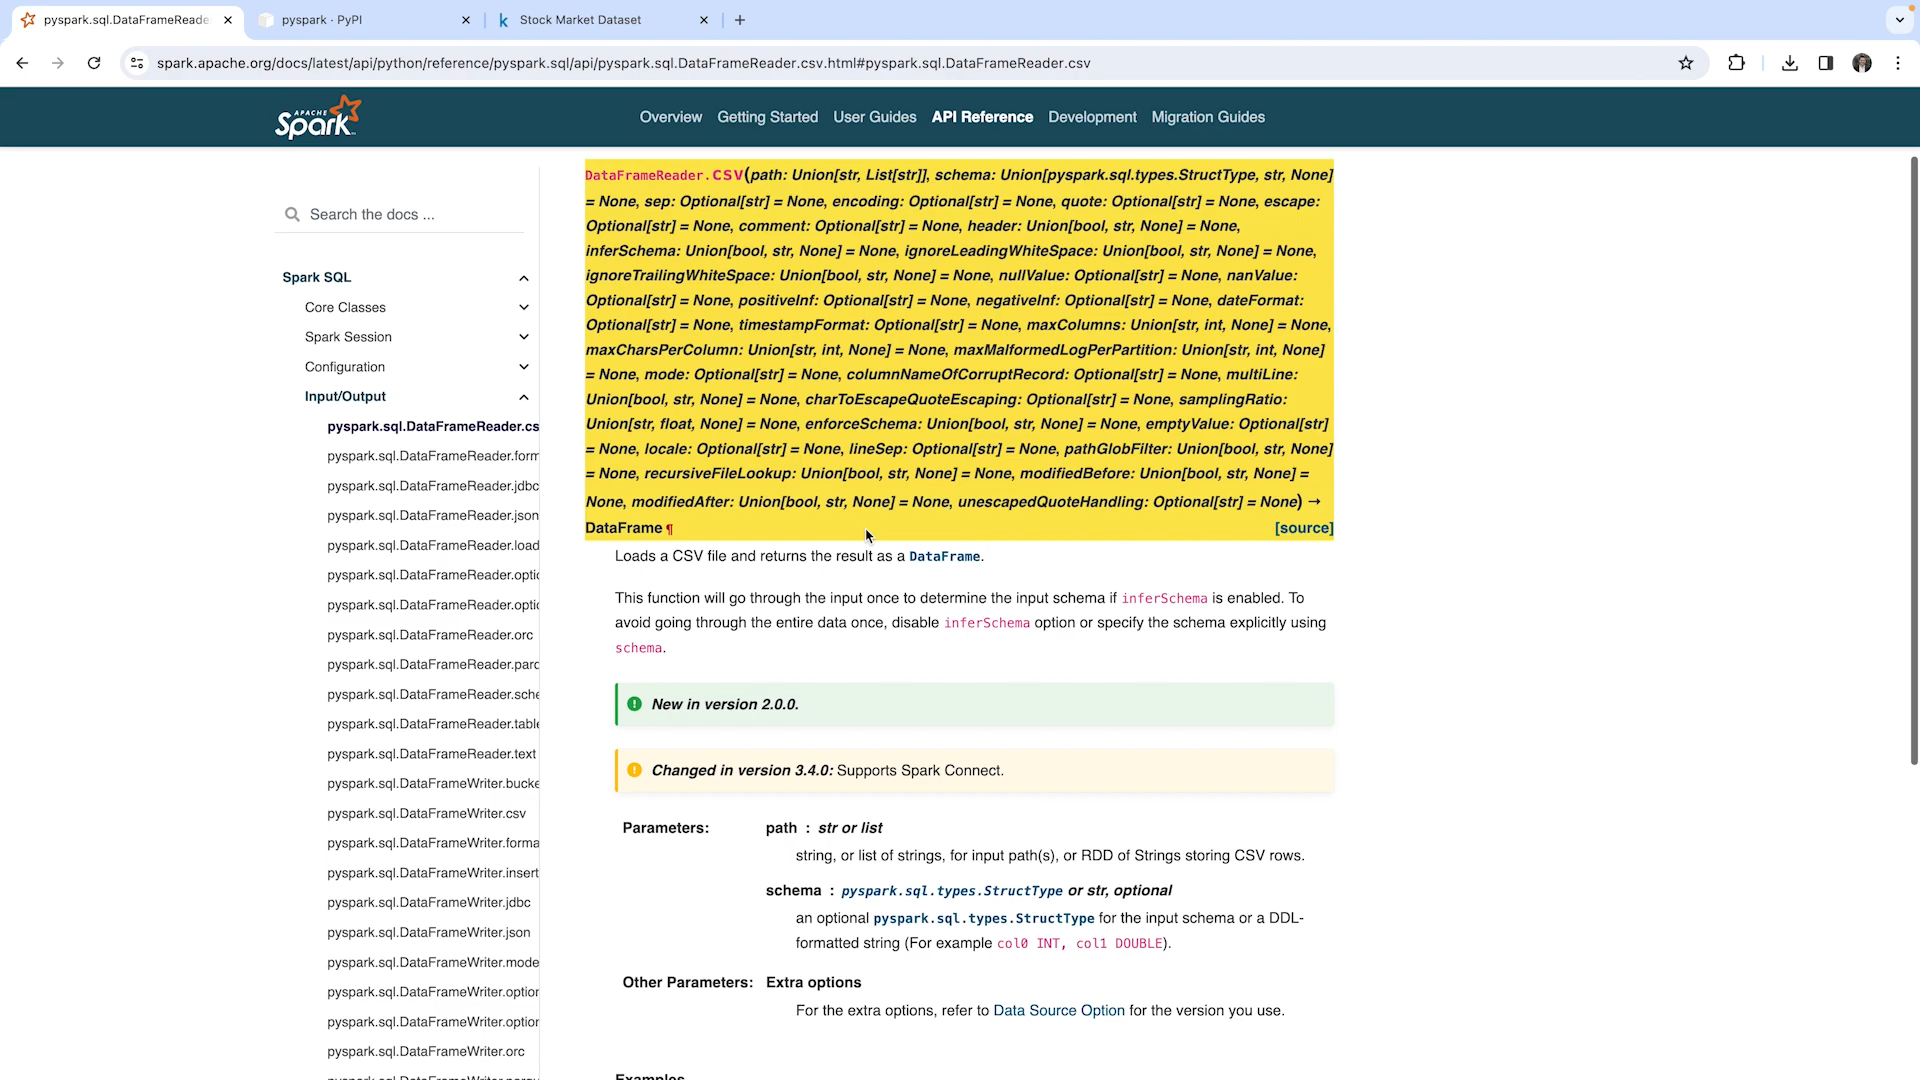 pyspark.sql.DataFrameReade
pyspark · PyPI
Stock Market Dataset
spark.apache.org/docs/latest/api/python/reference/pyspark.sql/api/pyspark.sql.DataFrameReader.csv.html#pyspark.sql.DataFrameReader.csv
APACHE
Spark
Overview
Getting Started
User Guides
API Reference
Development
Migration Guides
Search the docs ...
Spark SQL
Core Classes
Spark Session
Configuration
Input/Output
pyspark.sql.DataFrameReader.cs
pyspark.sql.DataFrameReader.form
pyspark.sql.DataFrameReader.jdbc
pyspark.sql.DataFrameReader.json
pyspark.sql.DataFrameReader.load
pyspark.sql.DataFrameReader.optic
pyspark.sql.DataFrameReader.optic
pyspark.sql.DataFrameReader.orc
pyspark.sql.DataFrameReader.parc
pyspark.sql.DataFrameReader.sche
pyspark.sql.DataFrameReader.table
pyspark.sql.DataFrameReader.text
pyspark.sql.DataFrameWriter.bucke
pyspark.sql.DataFrameWriter.csv
pyspark.sql.DataFrameWriter.forma
pyspark.sql.DataFrameWriter.insert
pyspark.sql.DataFrameWriter.jdbc
pyspark.sql.DataFrameWriter.json
pyspark.sql.DataFrameWriter.mode
pyspark.sql.DataFrameWriter.option
pyspark.sql.DataFrameWriter.option
pyspark.sql.DataFrameWriter.orc
DataFrameReader.csv(path: Union[str, List[str]], schema: Union[pyspark.sql.types.StructType, str, None]
= None, sep: Optional[str] = None, encoding: Optional[str] = None, quote: Optional[str] = None, escape:
Optional[str] = None, comment: Optional[str] = None, header: Union[bool, str, None] = None,
inferSchema: Union[bool, str, None] = None, ignoreLeadingWhiteSpace: Union[bool, str, None] = None,
ignoreTrailingWhiteSpace: Union[bool, str, None] = None, nullValue: Optional[str] = None, nanValue:
Optional[str] = None, positiveInf: Optional[str] = None, negativeInf: Optional[str] = None, dateFormat:
Optional[str] = None, timestampFormat: Optional[str] = None, maxColumns: Union[str, int, None] = None,
maxCharsPerColumn: Union[str, int, None] = None, maxMalformedLogPerPartition: Union[str, int, None]
= None, mode: Optional[str] = None, columnNameOfCorruptRecord: Optional[str] = None, multiLine:
Union[bool, str, None] = None, charToEscapeQuoteEscaping: Optional[str] = None, samplingRatio:
Union[str, float, None] = None, enforceSchema: Union[bool, str, None] = None, emptyValue: Optional[str]
= None, locale: Optional[str] = None, lineSep: Optional[str] = None, pathGlobFilter: Union[bool, str, None]
= None, recursiveFileLookup: Union[bool, str, None] = None, modifiedBefore: Union[bool, str, None] =
None, modifiedAfter: Union[bool, str, None] = None, unescapedQuoteHandling: Optional[str] = None) →
DataFrame ¶ [source]
Loads a CSV file and returns the result as a DataFrame.
This function will go through the input once to determine the input schema if inferSchema is enabled. To
avoid going through the entire data once, disable inferSchema option or specify the schema explicitly using
schema.
New in version 2.0.0.
Changed in version 3.4.0: Supports Spark Connect.
Parameters:
path : str or list
string, or list of strings, for input path(s), or RDD of Strings storing CSV rows.
schema : pyspark.sql.types.StructType or str, optional
an optional pyspark.sql.types.StructType for the input schema or a DDL-
formatted string (For example col0 INT, col1 DOUBLE).
Other Parameters:
Extra options
For the extra options, refer to Data Source Option for the version you use.
Examples